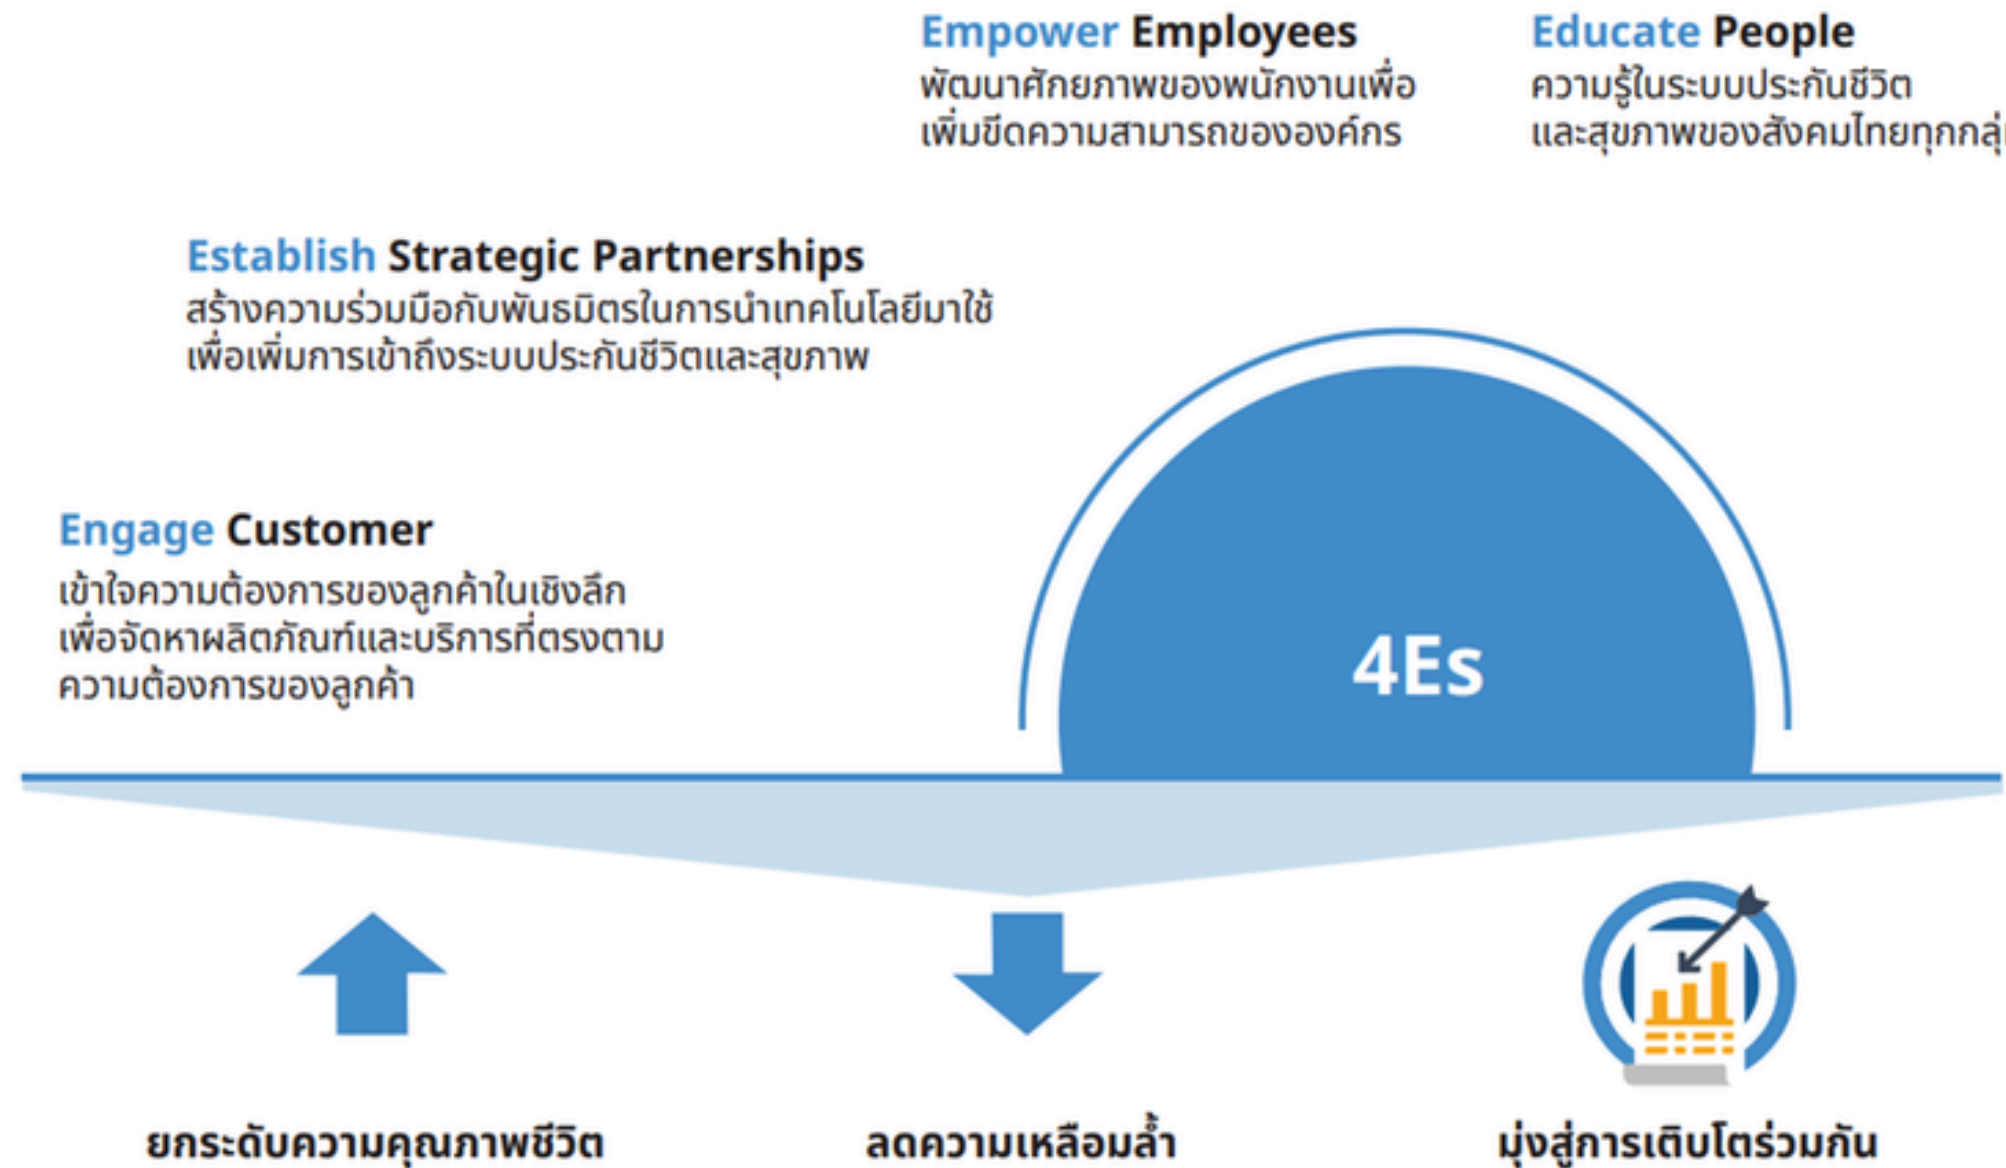 Empower Employees
พัฒนาศักยภาพของพนักงานเพื่อ
เพิ่มขีดความสามารถขององค์กร
Educate People
ความรู้ในระบบประกันชีวิต
และสุขภาพของสังคมไทยทุกกลุ่
Establish Strategic Partnerships
สร้างความร่วมมือกับพันธมิตรในการนำเทคโนโลยีมาใช้
เพื่อเพิ่มการเข้าถึงระบบประกันชีวิตและสุขภาพ
Engage Customer
เข้าใจความต้องการของลูกค้าในเชิงลึก
เพื่อจัดหาผลิตภัณฑ์และบริการที่ตรงตาม
ความต้องการของลูกค้า
4Es
ยกระดับความคุณภาพชีวิต
ลดความเหลือมล้ำ
มุ่งสู่การเติบโตร่วมกัน